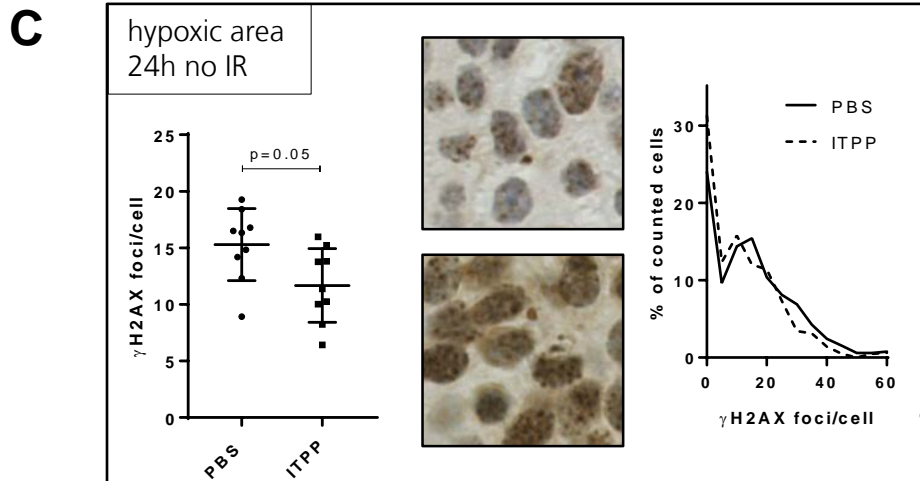 C
hypoxic area
24h no IR
γH2AX foci/cell
25
20
15
10
5
0
p=0.05
PBS
ITPP
% of counted cells
30
20
10
0
0
20
40
60
γH2AX foci/cell
PBS
ITPP